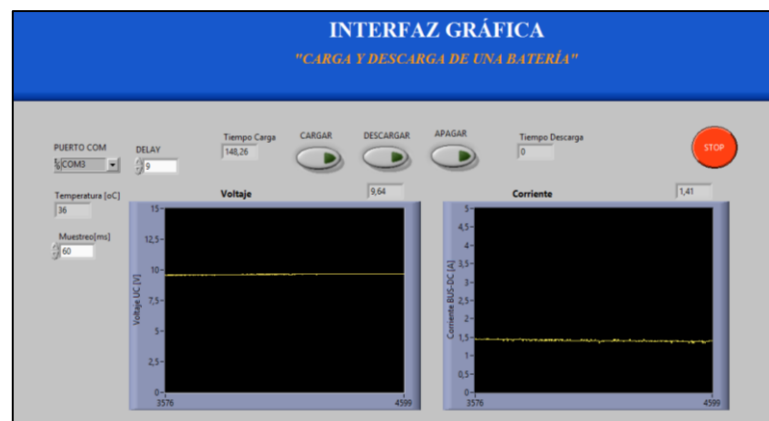 INTERFAZ GRÁFICA
"CARGA Y DESCARGA DE UNA BATERÍA"
PUERTO COM
COM3
DELAY
9
Tiempo Carga
148,26
CARGAR
DESCARGAR
APAGAR
Tiempo Descarga
0
STOP
Temperatura [oC]
36
Muestreo[ms]
60
Voltaje
9,64
Voltaje UC [V]
15
12,5
10
7,5
5
2,5
0
3576
4599
Corriente
1,41
Corriente BUS-DC [A]
5
4,5
4
3,5
3
2,5
2
1,5
1
0,5
0
3576
4599